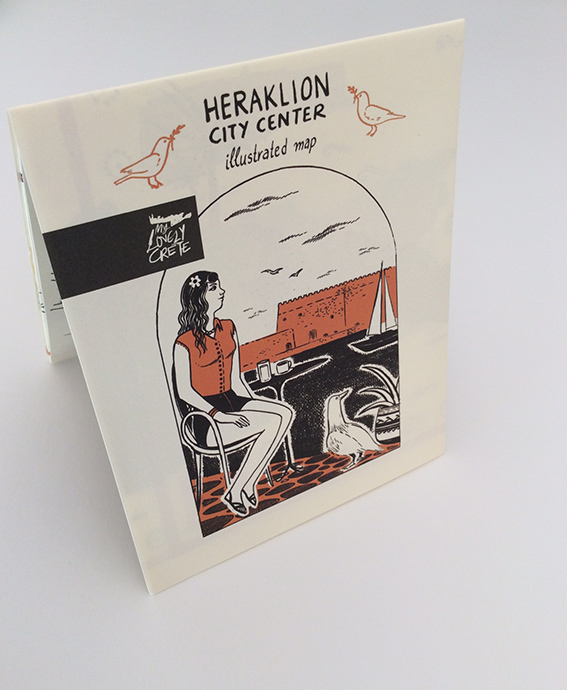 HERAKLION
CITY CENTER
illustrated map
My
LOVELY
CRETE